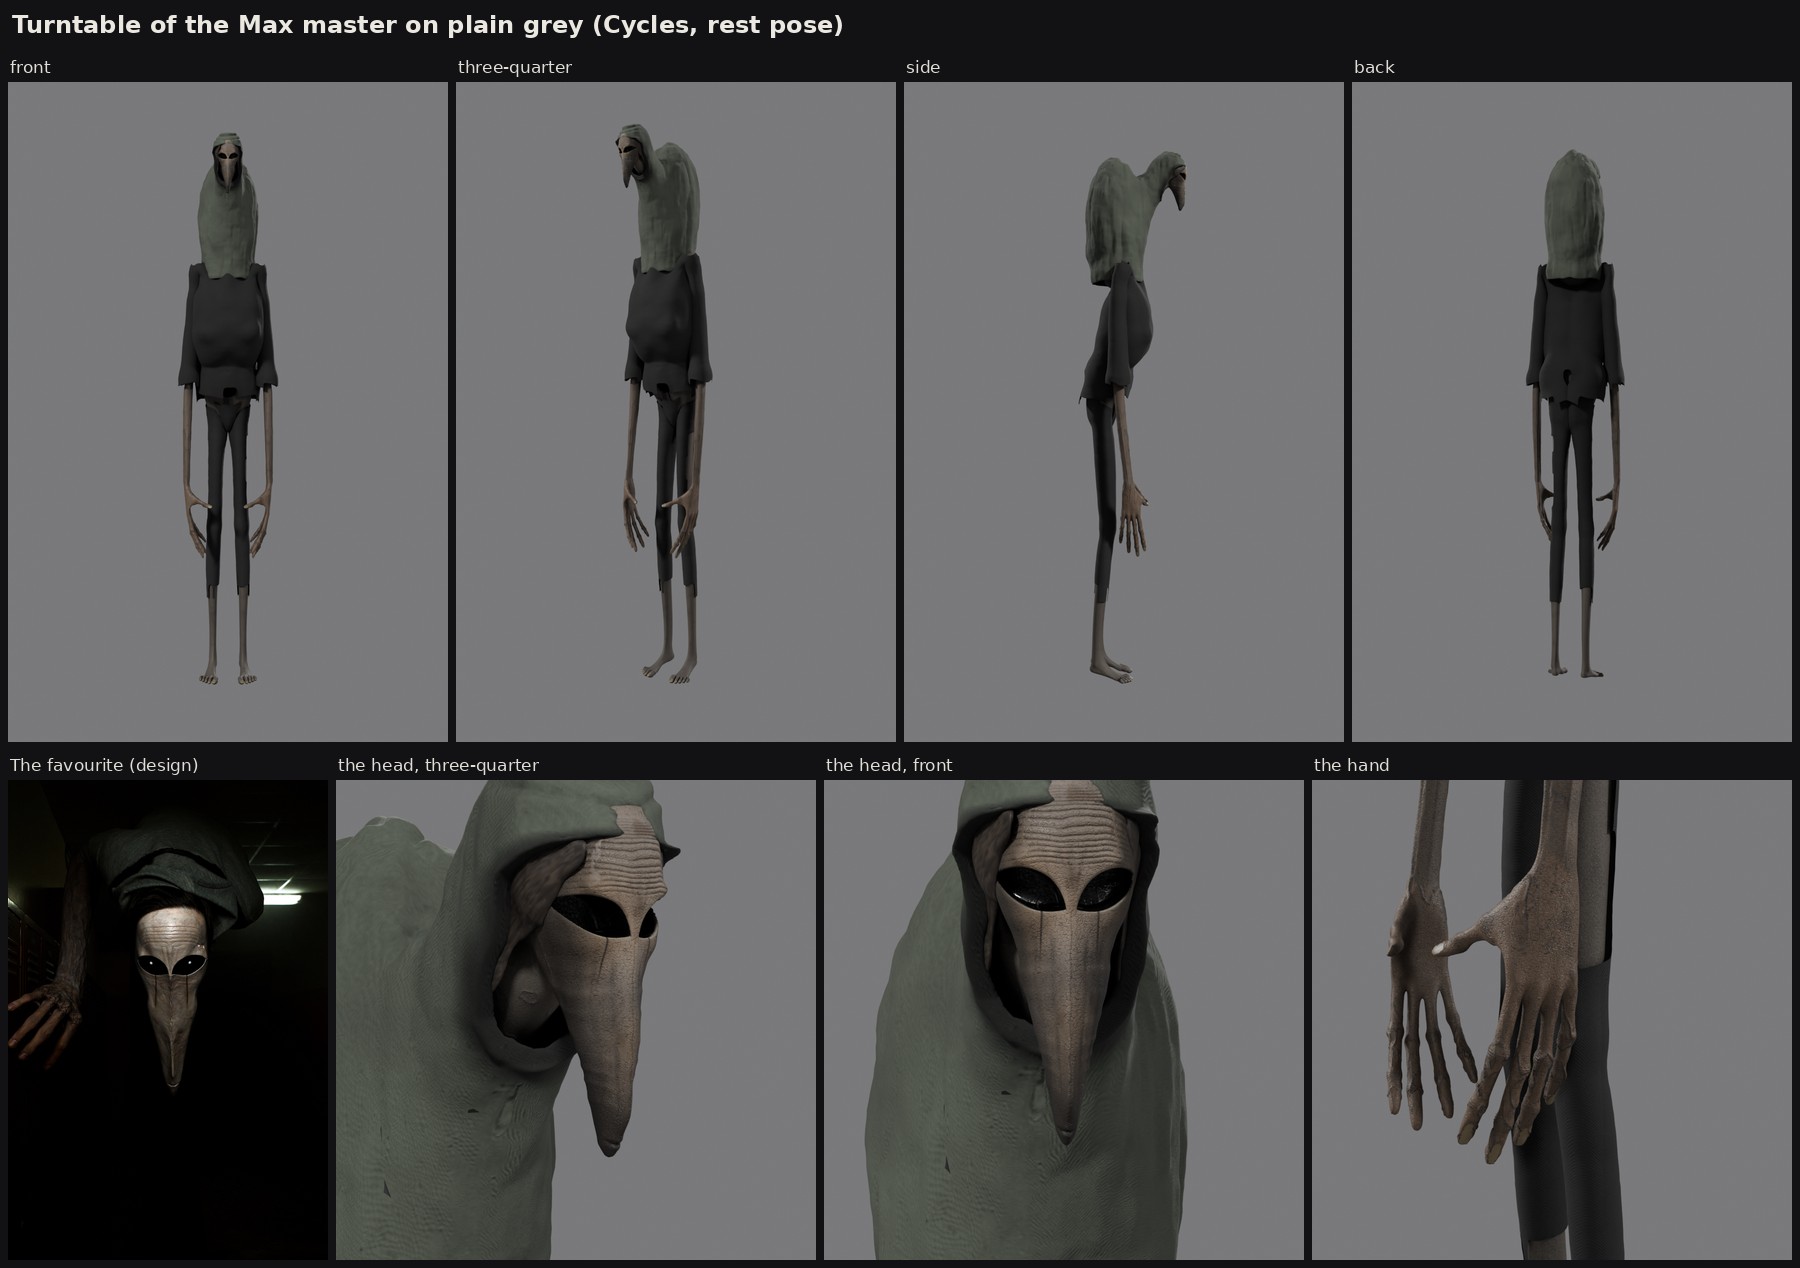 Turntable of the Max master on plain grey (Cycles, rest pose)
front
three-quarter
side
back
The favourite (design)
the head, three-quarter
the head, front
the hand